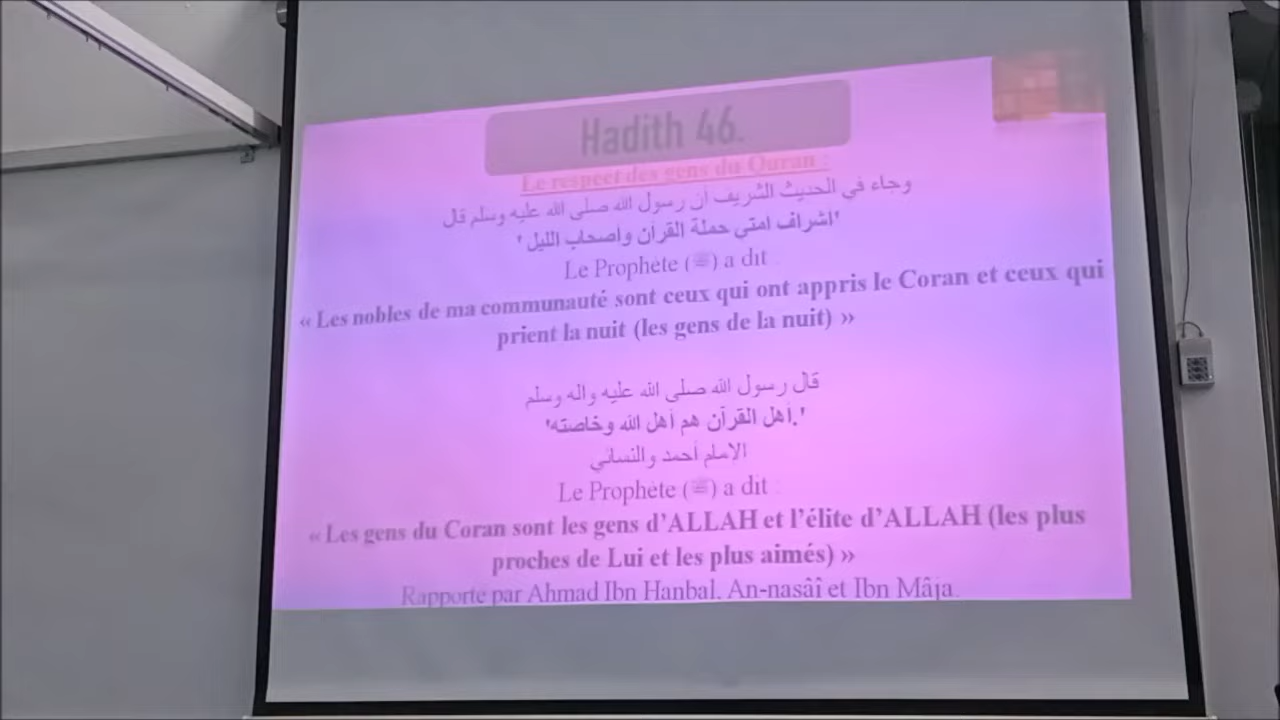 Hadith 46.
Le respect des gens du Quran :
وجاء في الحديث الشريف أن رسول الله صلى الله عليه وسلم قال
"اشراف امتي حملة القرآن وأصحاب الليل"
Le Prophète (ﷺ) a dit
« Les nobles de ma communauté sont ceux qui ont appris le Coran et ceux qui
prient la nuit (les gens de la nuit) »
قال رسول الله صلى الله عليه واله وسلم
".أهل القرآن هم أهل الله وخاصته"
الإمام أحمد والنسائي
Le Prophète (ﷺ) a dit :
« Les gens du Coran sont les gens d’ALLAH et l’élite d’ALLAH (les plus
proches de Lui et les plus aimés) »
Rapporté par Ahmad Ibn Hanbal, An-nasâî et Ibn Mâja.